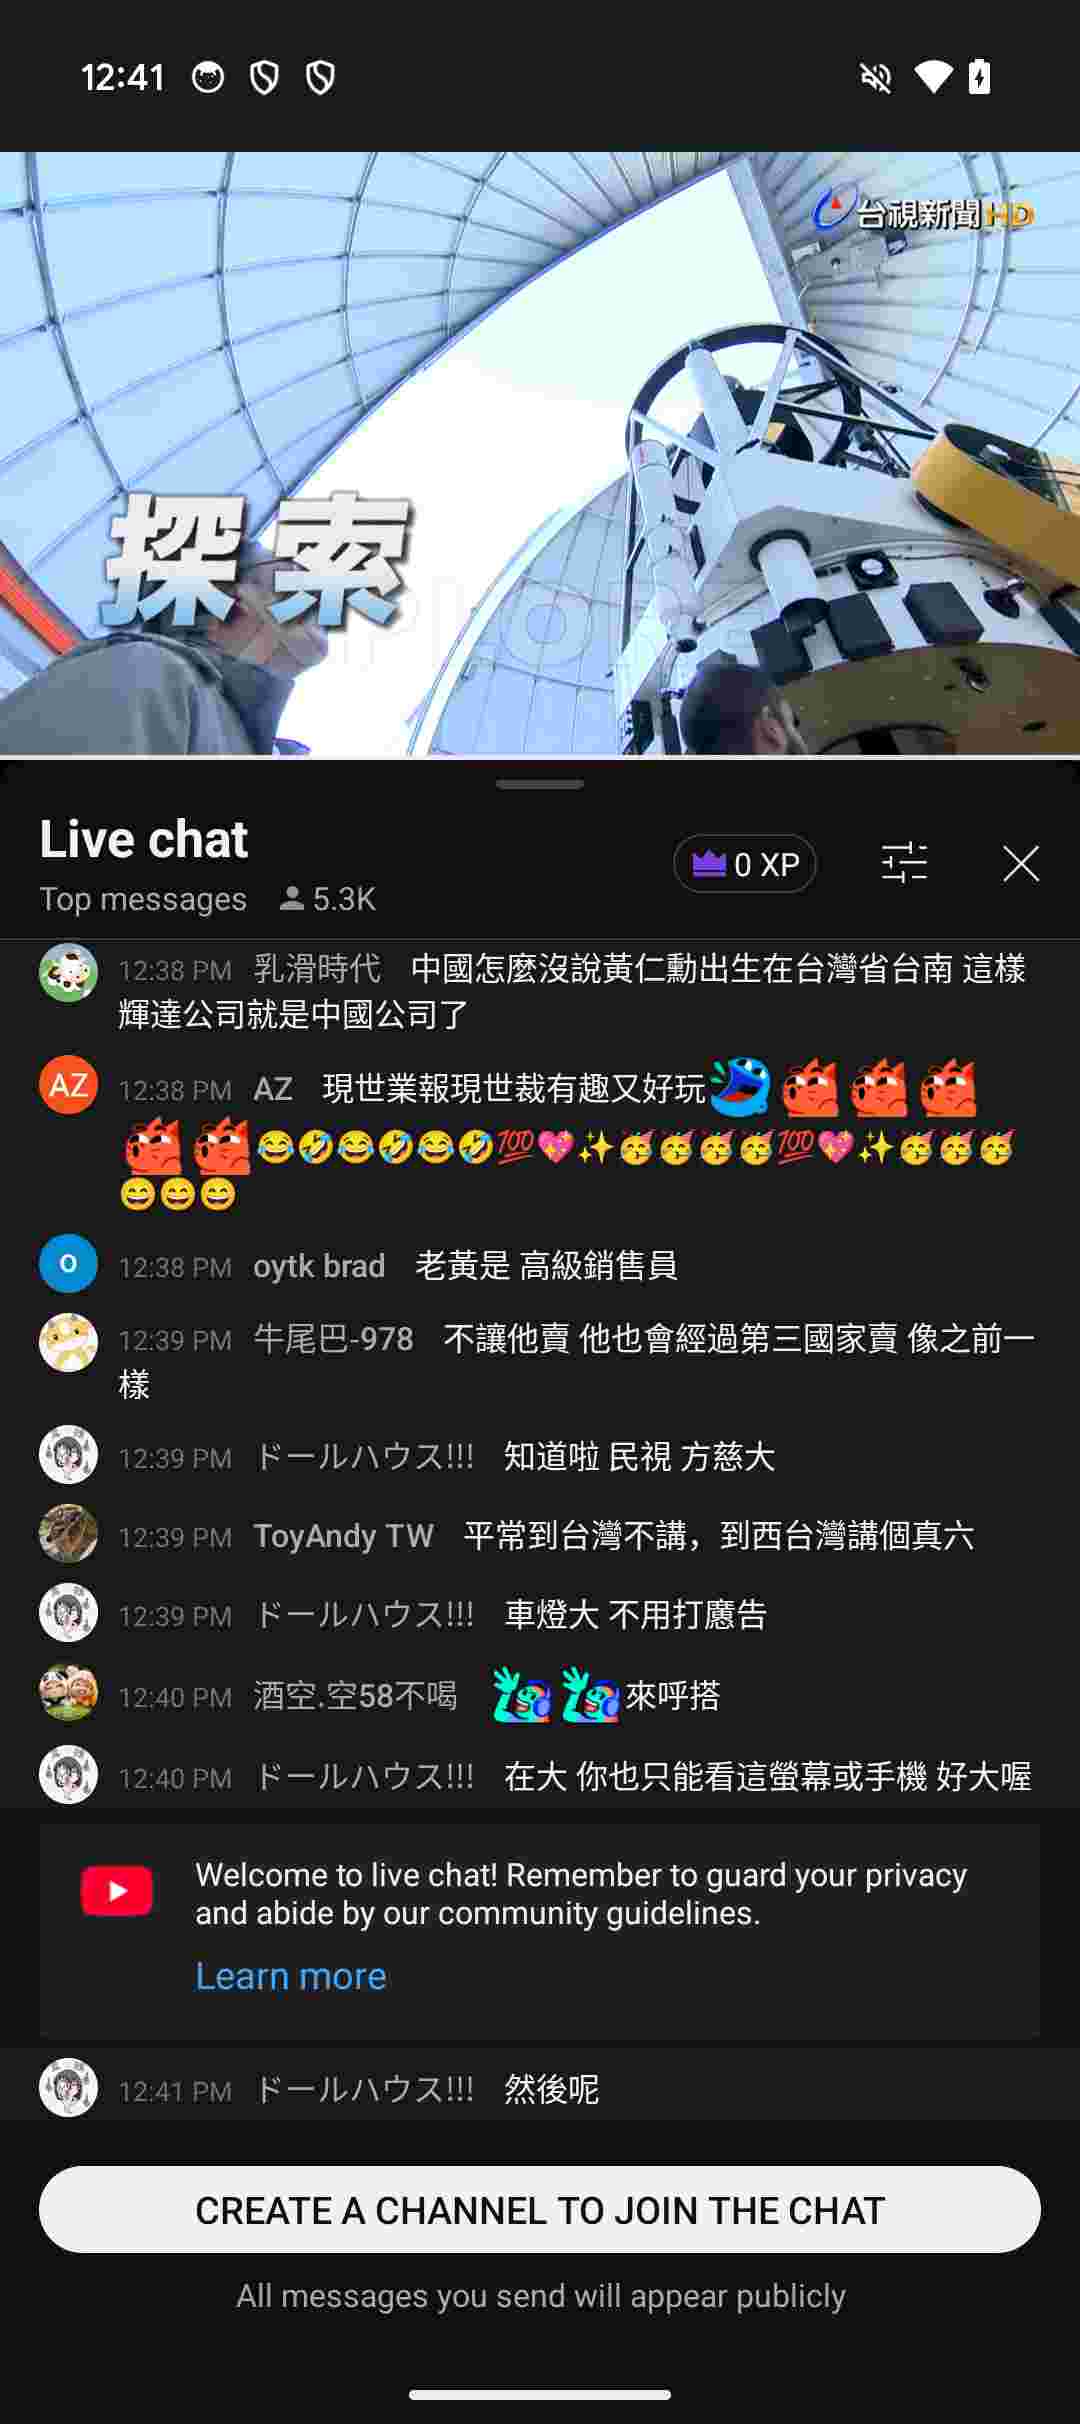 12:41
台視新聞HD
探索
Live chat
Top messages 5.3K
0 XP
12:38 PM 乳滑時代 中國怎麼沒說黃仁勳出生在台灣省台南 這樣
輝達公司就是中國公司了
AZ
12:38 PM AZ 現世業報現世裁有趣又好玩
😂🤣😂🤣😂🤣💯💖✨🥳🥳🥳🥳💯💖✨🥳🥳🥳
😄😄😄
O
12:38 PM oytk brad 老黃是 高級銷售員
12:39 PM 牛尾巴-978 不讓他賣 他也會經過第三國家賣 像之前一
樣
12:39 PM ドールハウス!!! 知道啦 民視 方慈大
12:39 PM ToyAndy TW 平常到台灣不講，到西台灣講個真六
12:39 PM ドールハウス!!! 車燈大 不用打廣告
12:40 PM 酒空.空58不喝 來呼搭
12:40 PM ドールハウス!!! 在大 你也只能看這螢幕或手機 好大喔
Welcome to live chat! Remember to guard your privacy
and abide by our community guidelines.
Learn more
12:41 PM ドールハウス!!! 然後呢
CREATE A CHANNEL TO JOIN THE CHAT
All messages you send will appear publicly